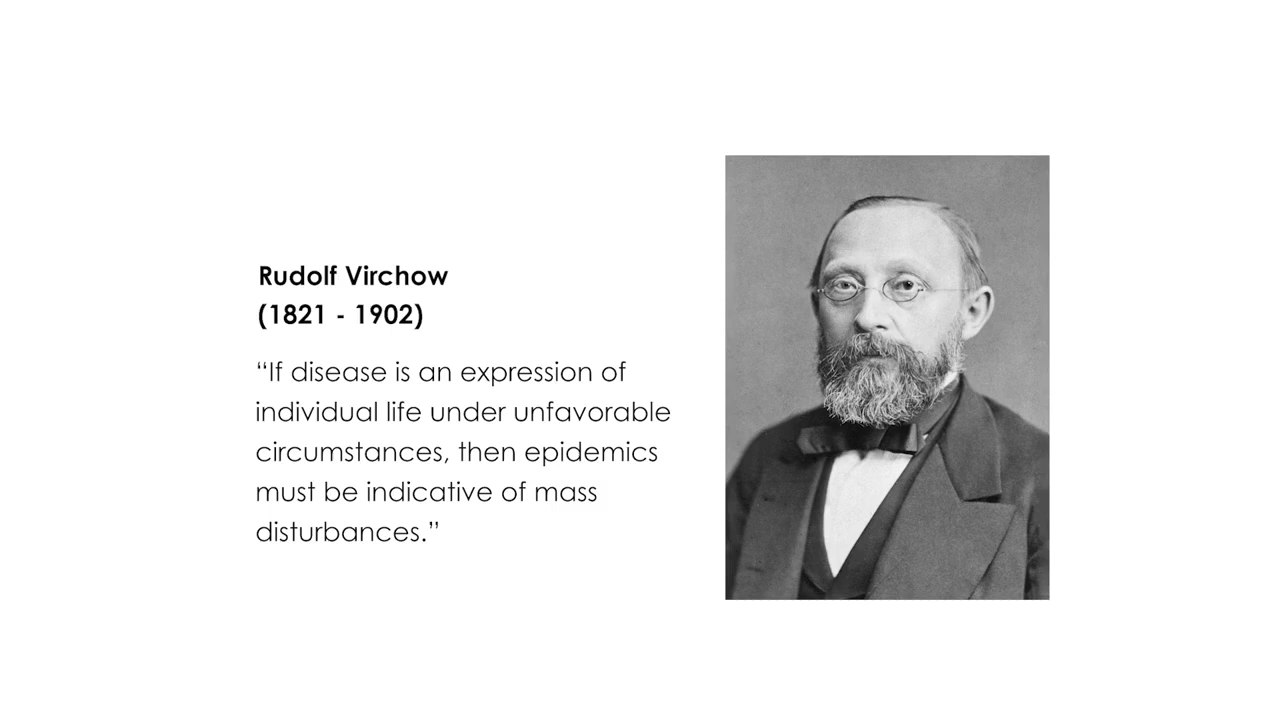 Rudolf Virchow
(1821 - 1902)
“If disease is an expression of
individual life under unfavorable
circumstances, then epidemics
must be indicative of mass
disturbances.”